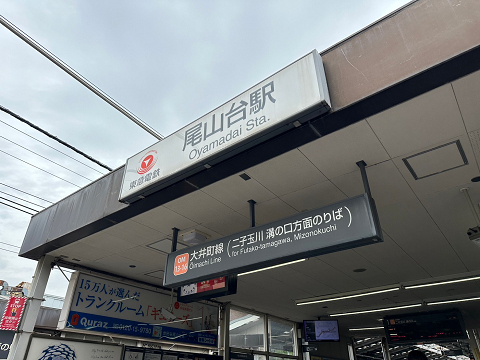 尾山台駅
Oyamadai Sta.
東急電鉄
OM
大井町線 (二子玉川 溝の口方面のりば)
Ōimachi Line for Futako-tamagawa, Mizonokuchi
15万人が選んだ
トランクルーム
Quraz